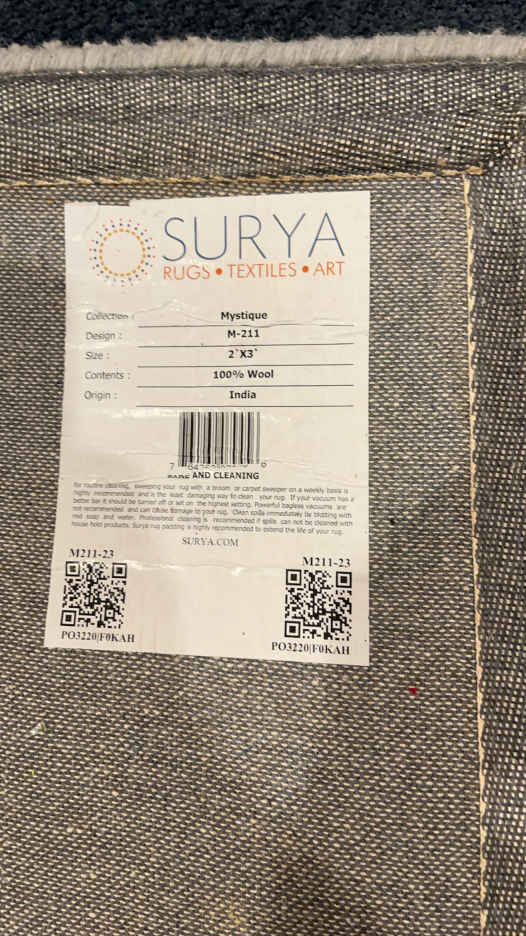 SURYA
RUGS • TEXTILES • ART
Collection : Mystique
Design : M-211
Size : 2`X3`
Contents : 100% Wool
Origin : India
AND CLEANING
for routine cleaning, sweeping your rug with a broom or carpet sweeper on a weekly basis is
highly recommended and is the least damaging way to clean your rug. If your vacuum has a
beter bar it should be turned off or set on the highest setting. Powerful bagless vacuums are
not recommended and can cause damage to your rug. Clean spills immediately by blotting with
mild soap and water. Professional cleaning is recommended if spills can not be cleaned with
house hold products. Surya rug padding is highly recommended to extend the life of your rug.
SURYA.COM
M211-23
PO3220|F0KAH
M211-23
PO3220|F0KAH